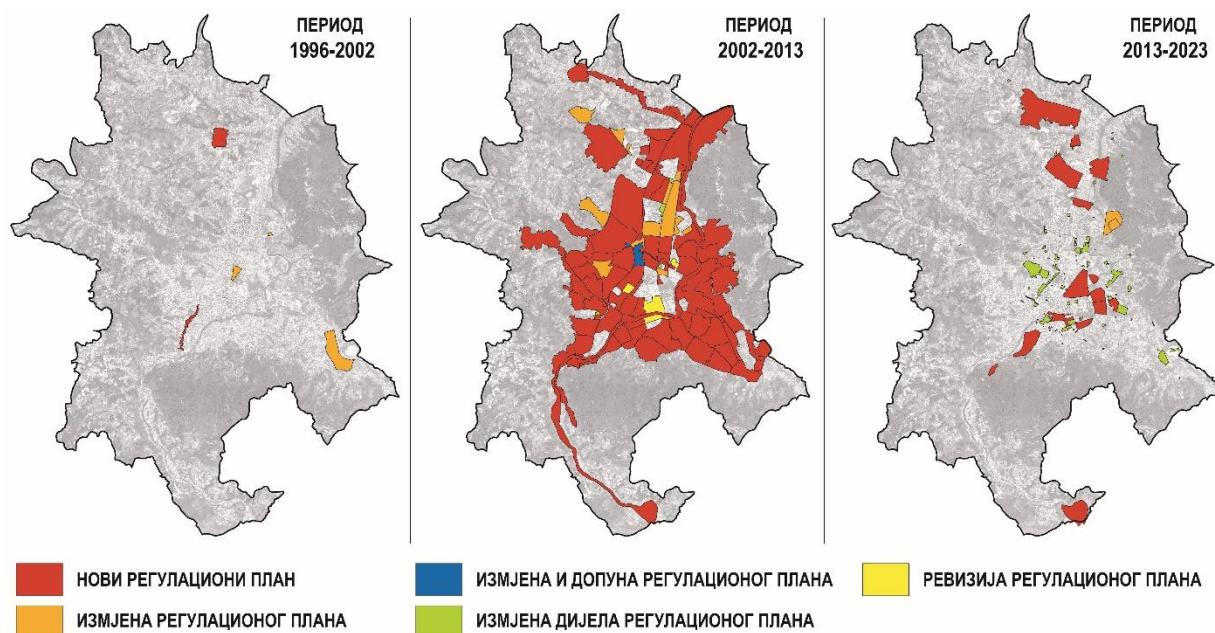 ПЕРИОД
1996-2002
ПЕРИОД
2002-2013
ПЕРИОД
2013-2023
НОВИ РЕГУЛАЦИОНИ ПЛАН
ИЗМЈЕНА И ДОПУНА РЕГУЛАЦИОНОГ ПЛАНА
РЕВИЗИЈА РЕГУЛАЦИОНОГ ПЛАНА
ИЗМЈЕНА РЕГУЛАЦИОНОГ ПЛАНА
ИЗМЈЕНА ДИЈЕЛА РЕГУЛАЦИОНОГ ПЛАНА